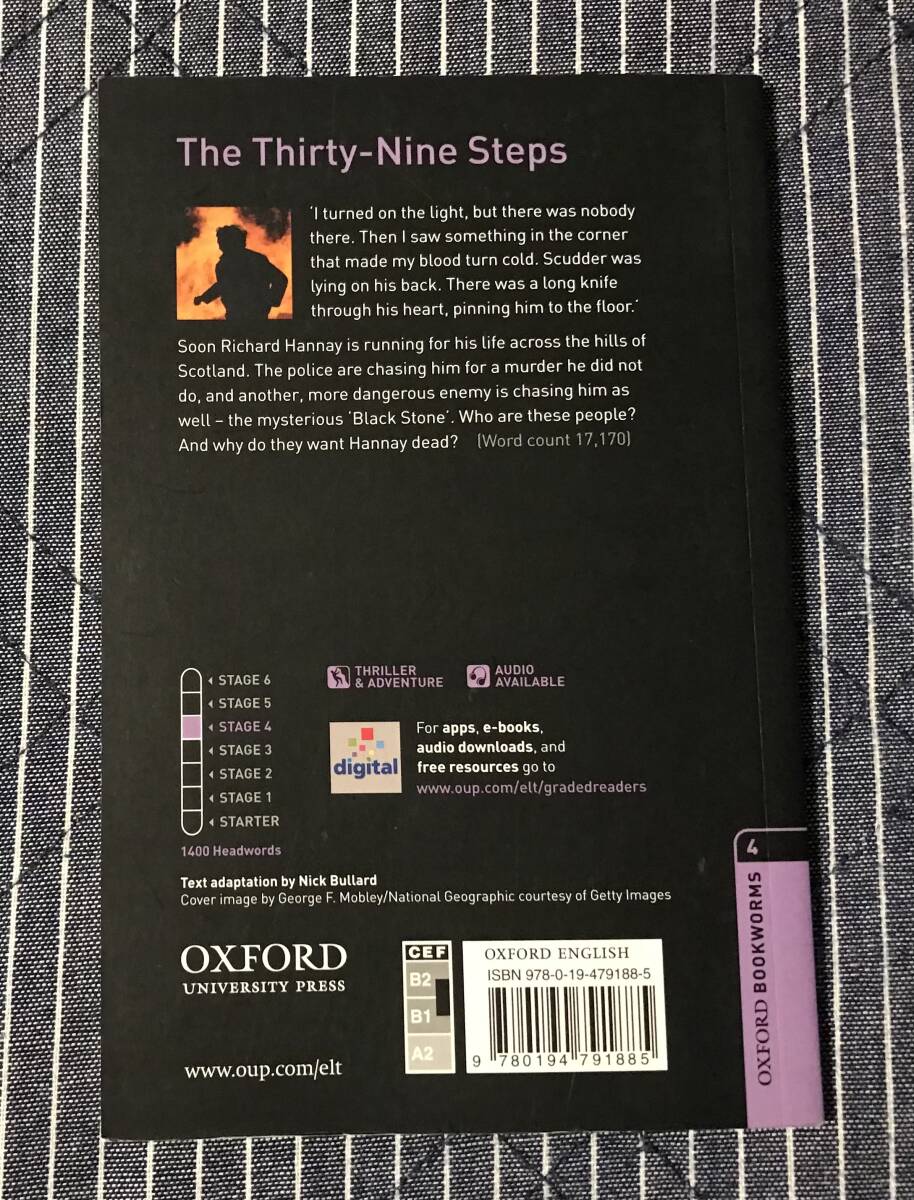 The Thirty-Nine Steps
'I turned on the light, but there was nobody
there. Then I saw something in the corner
that made my blood turn cold. Scudder was
lying on his back. There was a long knife
through his heart, pinning him to the floor.'
Soon Richard Hannay is running for his life across the hills of
Scotland. The police are chasing him for a murder he did not
do, and another, more dangerous enemy is chasing him as
well – the mysterious 'Black Stone'. Who are these people?
And why do they want Hannay dead? (Word count 17,170)
STAGE 6
STAGE 5
STAGE 4
STAGE 3
STAGE 2
STAGE 1
STARTER
1400 Headwords
THRILLER
& ADVENTURE
AUDIO
AVAILABLE
digital
For apps, e-books,
audio downloads, and
free resources go to
www.oup.com/elt/gradedreaders
Text adaptation by Nick Bullard
Cover image by George F. Mobley/National Geographic courtesy of Getty Images
OXFORD
UNIVERSITY PRESS
www.oup.com/elt
CEF
B2
B1
A2
OXFORD ENGLISH
ISBN 978-0-19-479188-5
9 780194 791885
4
OXFORD BOOKWORMS